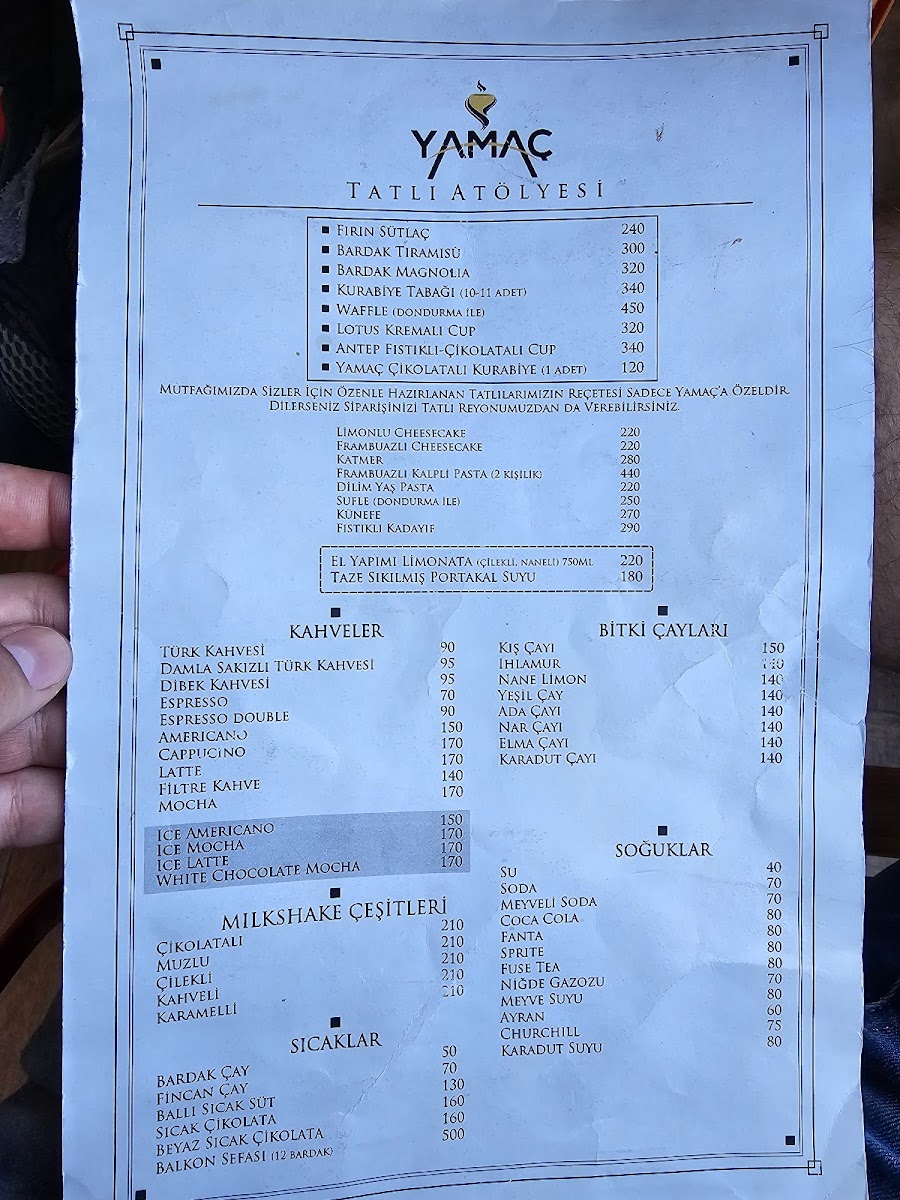 YAMAÇ
TATLI ATÖLYESİ
FIRIN SÜTLAÇ 240
BARDAK TIRAMISÙ 300
BARDAK MAGNOLIA 320
KURABİYE TABAĞI (10-11 ADET) 340
WAFFLE (DONDURMA İLE) 450
LOTUS KREMALI CUP 320
ANTEP FISTIKLI-ÇİKOLATALI CUP 340
YAMAÇ ÇİKOLATALI KURABİYE (1 ADET) 120
MUTFAĞIMIZDA SİZLER İÇİN ÖZENLE HAZIRLANAN TATLILARIMIZIN REÇETESİ SADECE YAMAÇ'A ÖZELDİR
DİLERSENİZ SİPARİŞİNİZİ TATLI REYONUMUZDAN DA VEREBİLİRSİNİZ.
LİMONLU CHEESECAKE 220
FRAMBUAZLI CHEESECAKE 220
KATMER 280
FRAMBUAZLI KALPLİ PASTA (2 KİŞİLİK) 440
DİLİM YAŞ PASTA 220
SUFLE (DONDURMA İLE) 250
KÜNEFE 270
FISTIKLI KADAYIF 290
EL YAPIMI LİMONATA (ÇİLEKLİ, NANELİ) 750ML 220
TAZE SIKILMIŞ PORTAKAL SUYU 180
KAHVELER
TÜRK KAHVESİ 90
DAMLA SAKIZLI TÜRK KAHVESİ 95
DİBEK KAHVESİ 95
ESPRESSO 70
ESPRESSO DOUBLE 90
AMERICANO 150
CAPPUCINO 170
LATTE 170
FİLTRE KAHVE 140
MOCHA 170
ICE AMERICANO 150
ICE MOCHA 170
ICE LATTE 170
WHITE CHOCOLATE MOCHA 170
MILKSHAKE ÇEŞİTLERİ
ÇİKOLATALI 210
MUZLU 210
ÇİLEKLİ 210
KAHVELİ 210
KARAMELLİ 210
SICAKLAR
BARDAK ÇAY 50
FİNCAN ÇAY 70
BALLI SICAK SÜT 130
SICAK ÇİKOLATA 160
BEYAZ SICAK ÇİKOLATA 160
BALKON SEFASI (12 BARDAK) 500
BİTKİ ÇAYLARI
KIŞ ÇAYI 150
IHLAMUR 140
NANE LİMON 140
YEŞİL ÇAY 140
ADA ÇAYI 140
NAR ÇAYI 140
ELMA ÇAYI 140
KARADUT ÇAYI 140
SOĞUKLAR
SU 40
SODA 70
MEYVELİ SODA 70
COCA COLA 80
FANTA 80
SPRITE 80
FUSE TEA 80
NİĞDE GAZOZU 70
MEYVE SUYU 80
AYRAN 60
CHURCHILL 75
KARADUT SUYU 80